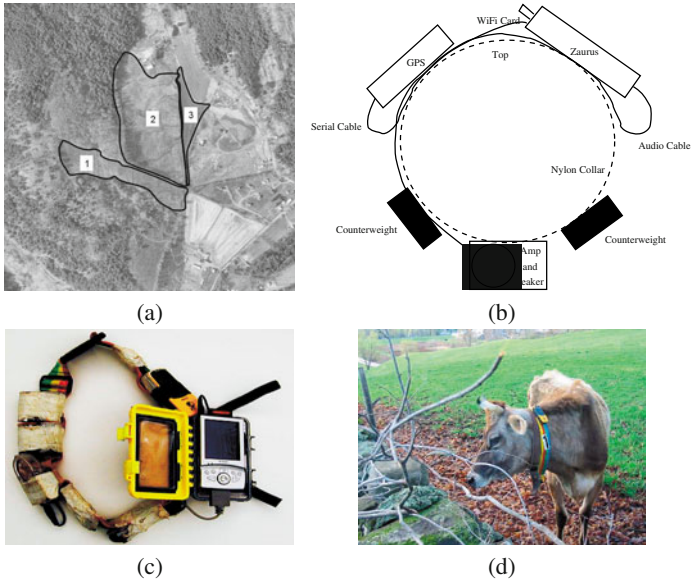 1
2
3
(a)
WiFi Card
GPS
Top
Zaurus
Serial Cable
Audio Cable
Nylon Collar
Counterweight
Counterweight
Amp
and
eaker
(b)
(c)
(d)